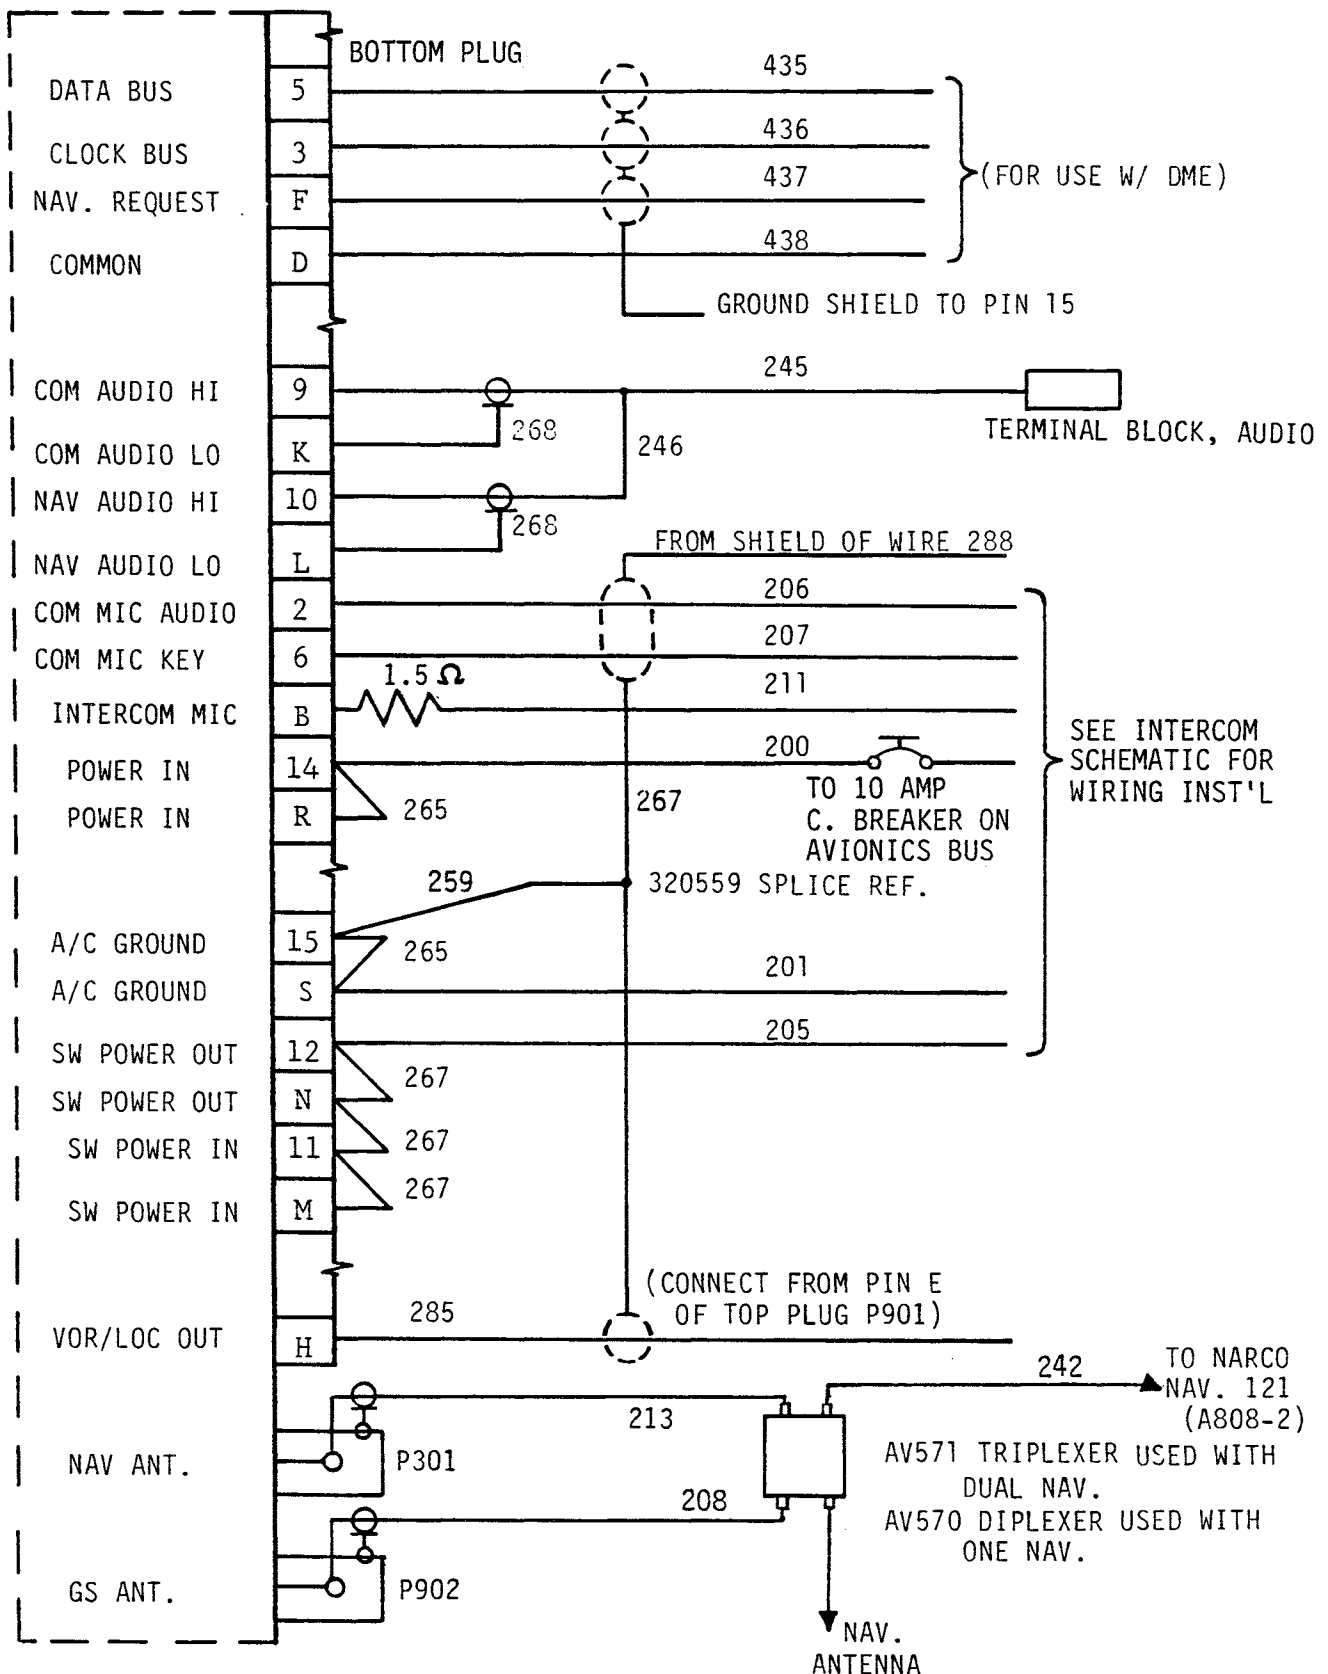 BOTTOM PLUG
DATA BUS 5 435
CLOCK BUS 3 436
NAV. REQUEST F 437
(FOR USE W/ DME)
COMMON D 438
GROUND SHIELD TO PIN 15
COM AUDIO HI 9 245
TERMINAL BLOCK, AUDIO
COM AUDIO LO K 268 246
NAV AUDIO HI 10
NAV AUDIO LO L 268
FROM SHIELD OF WIRE 288
COM MIC AUDIO 2 206
COM MIC KEY 6 207
INTERCOM MIC B 1.5 Ω 211
SEE INTERCOM
SCHEMATIC FOR
WIRING INST'L
POWER IN 14 200
TO 10 AMP
C. BREAKER ON
AVIONICS BUS
POWER IN R 265 267
259 320559 SPLICE REF.
A/C GROUND 15 265
A/C GROUND S 201
SW POWER OUT 12 205
SW POWER OUT N 267
SW POWER IN 11 267
SW POWER IN M 267
(CONNECT FROM PIN E
OF TOP PLUG P901)
VOR/LOC OUT H 285
242
TO NARCO
NAV. 121
(A808-2)
213
NAV ANT. P301
AV571 TRIPLEXER USED WITH
DUAL NAV.
208
AV570 DIPLEXER USED WITH
ONE NAV.
GS ANT. P902
NAV.
ANTENNA